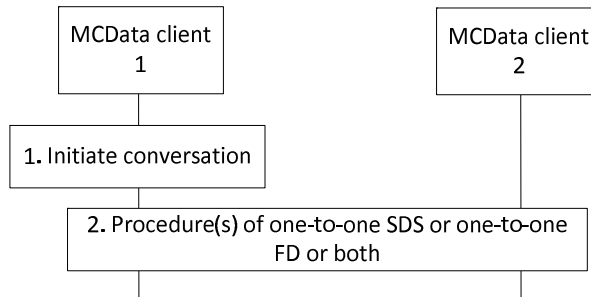 MCData client
1
MCData client
2
1. Initiate conversation
2. Procedure(s) of one-to-one SDS or one-to-one
FD or both